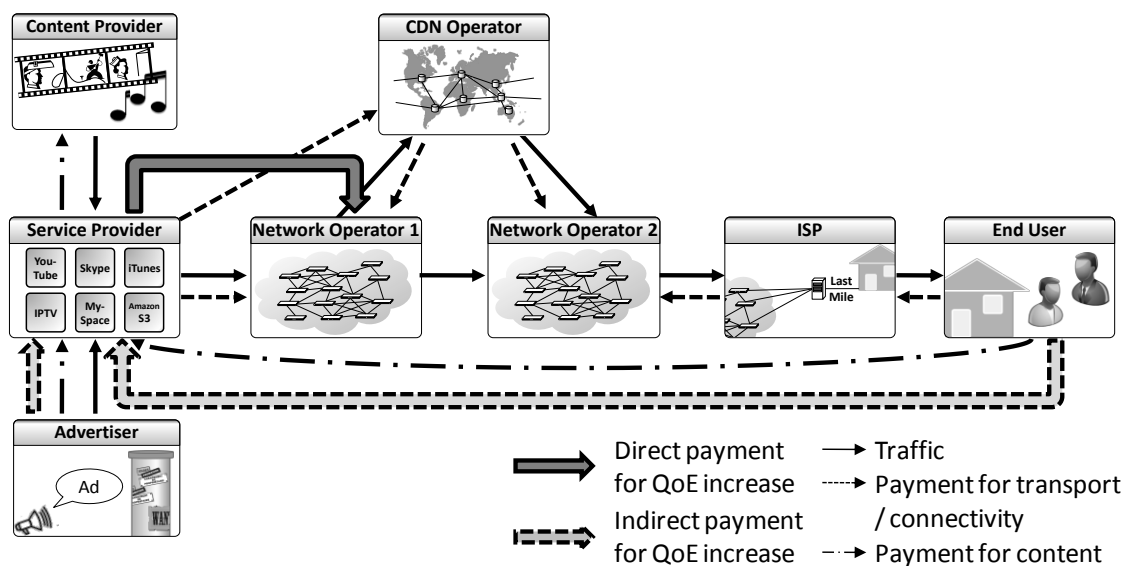 Content Provider
CDN Operator
Service Provider
You-
Tube
Skype
iTunes
IPTV
My-
Space
Amazon
S3
Network Operator 1
Network Operator 2
ISP
Last
Mile
End User
Advertiser
Ad
WAN
Direct payment
for QoE increase
Indirect payment
for QoE increase
Traffic
Payment for transport
/ connectivity
Payment for content